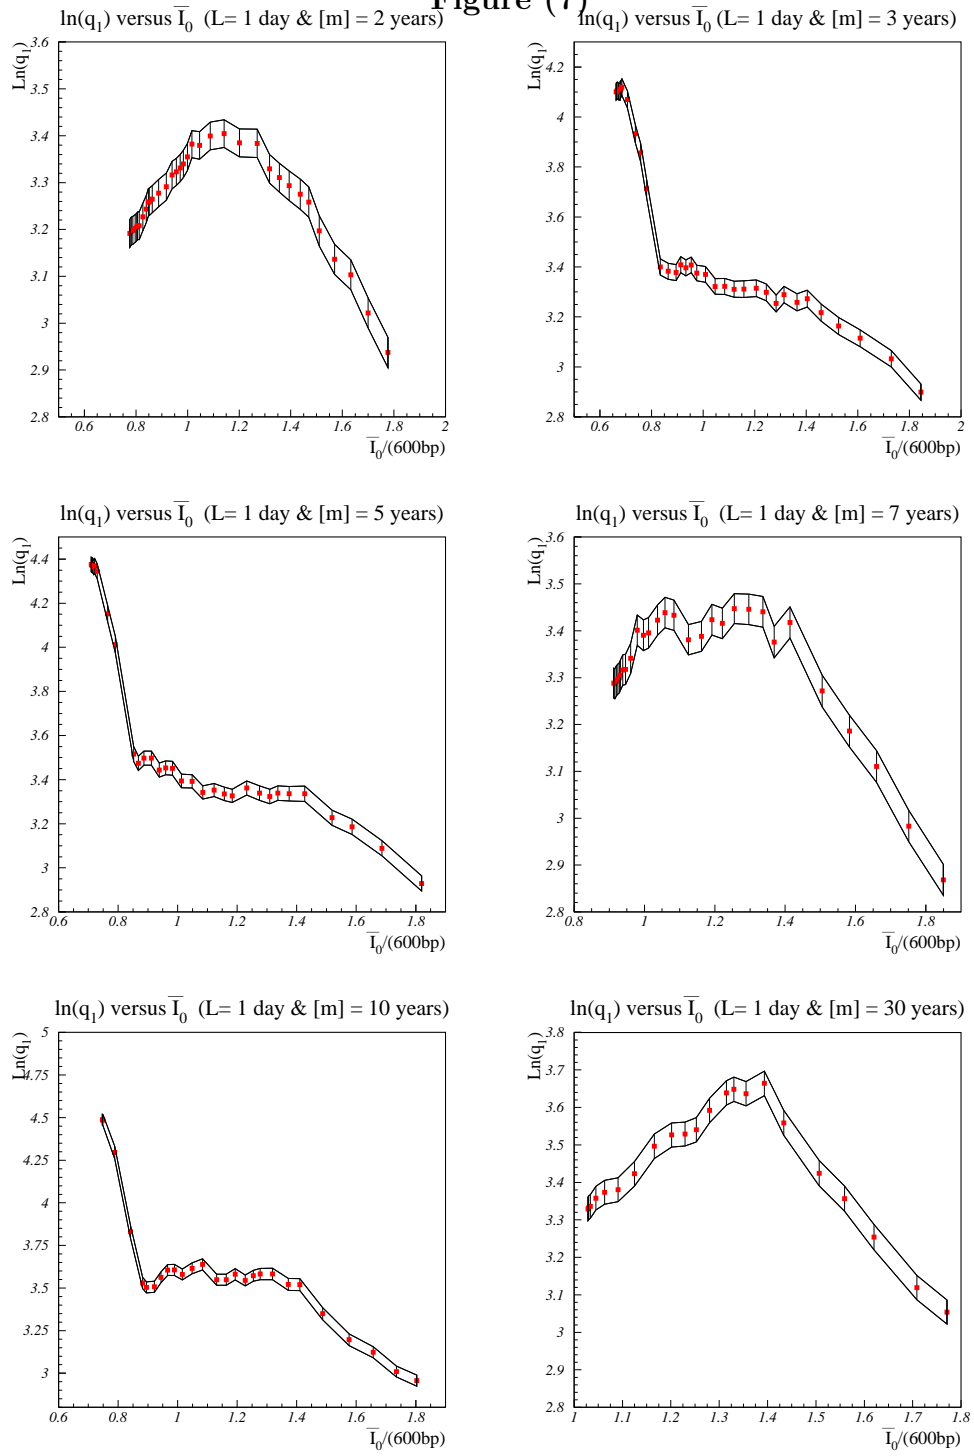 Figure (7)
ln(q₁) versus I̅₀ (L= 1 day & [m] = 2 years)
Ln(q₁)
3.6
3.5
3.4
3.3
3.2
3.1
3
2.9
2.8
0.6 0.8 1 1.2 1.4 1.6 1.8 2
I̅₀/(600bp)
ln(q₁) versus I̅₀ (L= 1 day & [m] = 3 years)
Ln(q₁)
4.2
4
3.8
3.6
3.4
3.2
3
2.8
0.6 0.8 1 1.2 1.4 1.6 1.8 2
I̅₀/(600bp)
ln(q₁) versus I̅₀ (L= 1 day & [m] = 5 years)
Ln(q₁)
4.4
4.2
4
3.8
3.6
3.4
3.2
3
2.8
0.6 0.8 1 1.2 1.4 1.6 1.8
I̅₀/(600bp)
ln(q₁) versus I̅₀ (L= 1 day & [m] = 7 years)
Ln(q₁)
3.6
3.5
3.4
3.3
3.2
3.1
3
2.9
2.8
0.8 1 1.2 1.4 1.6 1.8
I̅₀/(600bp)
ln(q₁) versus I̅₀ (L= 1 day & [m] = 10 years)
Ln(q₁)
5
4.75
4.5
4.25
4
3.75
3.5
3.25
3
0.6 0.8 1 1.2 1.4 1.6 1.8
I̅₀/(600bp)
ln(q₁) versus I̅₀ (L= 1 day & [m] = 30 years)
Ln(q₁)
3.8
3.7
3.6
3.5
3.4
3.3
3.2
3.1
3
2.9
2.8
1 1.1 1.2 1.3 1.4 1.5 1.6 1.7 1.8
I̅₀/(600bp)